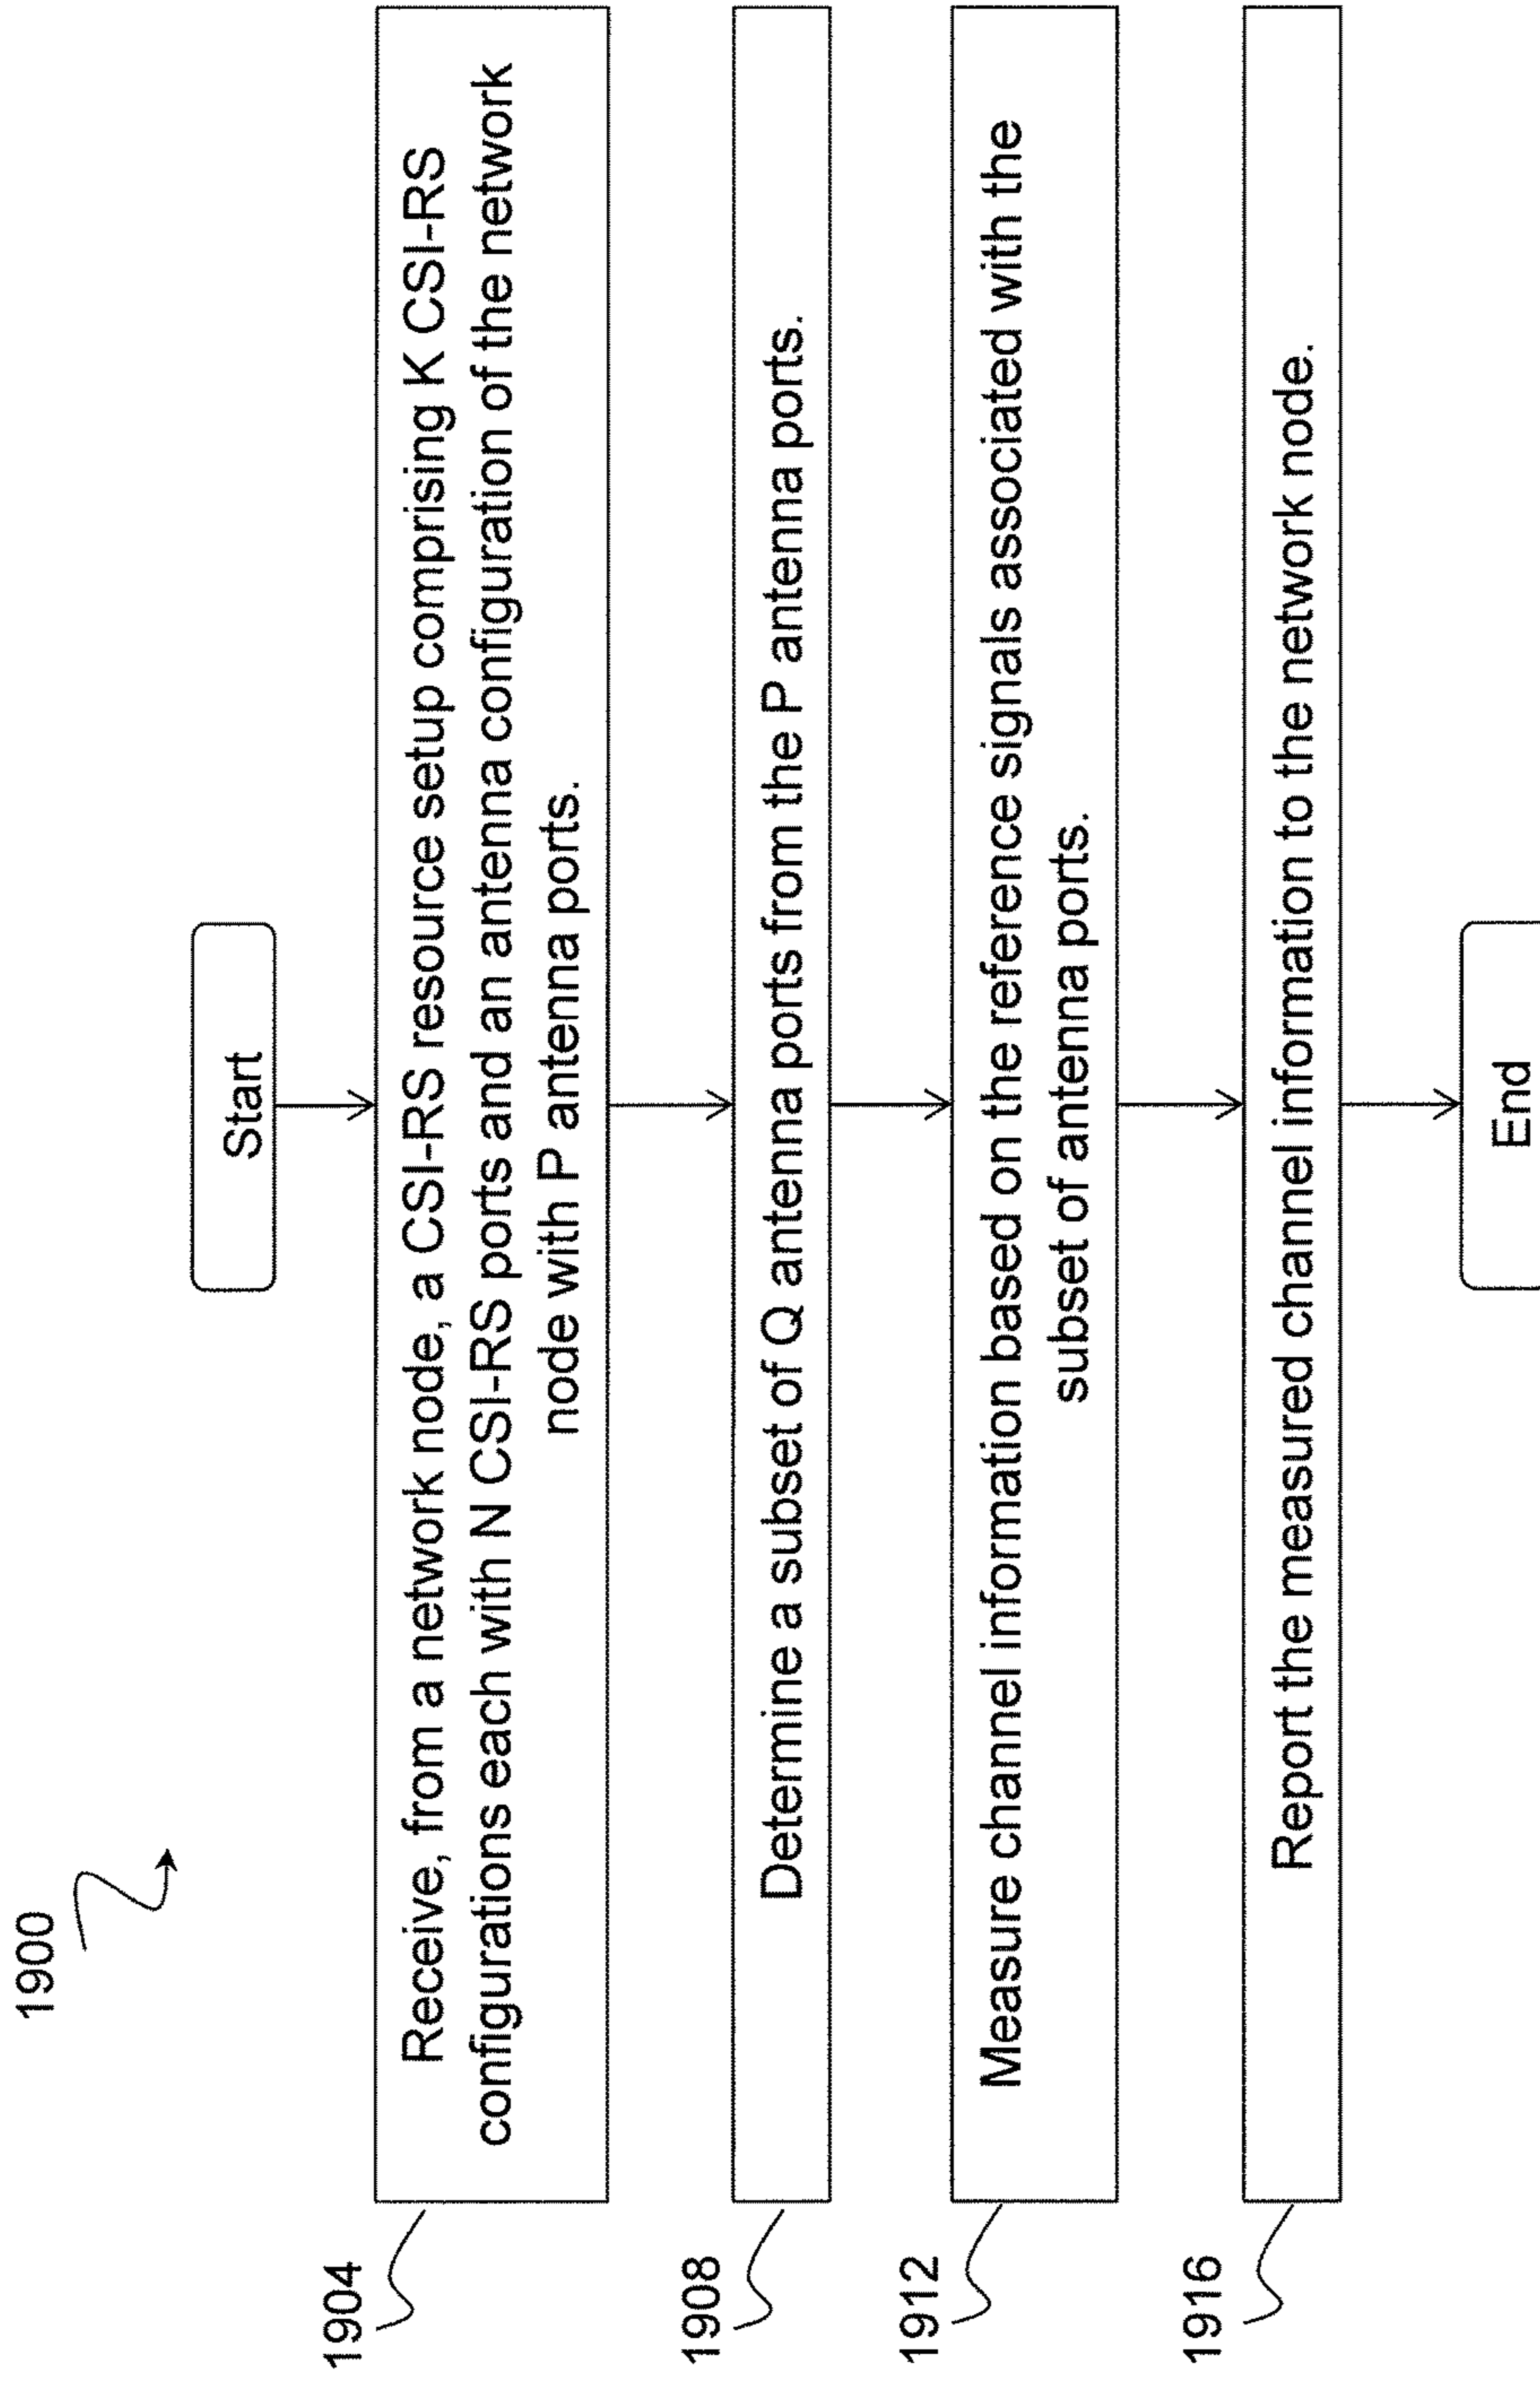 1900
Start
1904
Receive, from a network node, a CSI-RS resource setup comprising K CSI-RS
configurations each with N CSI-RS ports and an antenna configuration of the network
node with P antenna ports.
1908
Determine a subset of Q antenna ports from the P antenna ports.
1912
Measure channel information based on the reference signals associated with the
subset of antenna ports.
1916
Report the measured channel information to the network node.
End